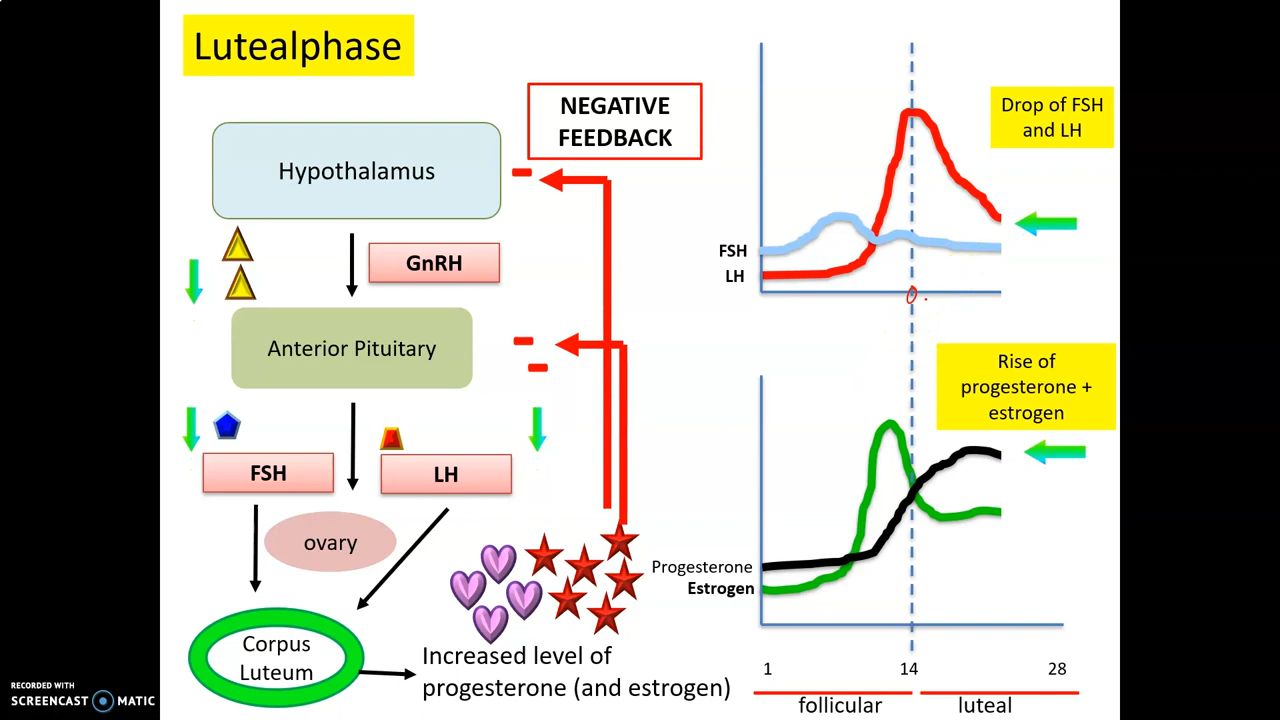 Lutealphase
NEGATIVE
FEEDBACK
Hypothalamus
GnRH
Anterior Pituitary
FSH
LH
ovary
Corpus
Luteum
Increased level of
progesterone (and estrogen)
Drop of FSH
and LH
FSH
LH
O.
Rise of
progesterone +
estrogen
Progesterone
Estrogen
1 14 28
follicular luteal
RECORDED WITH
SCREENCAST MATIC